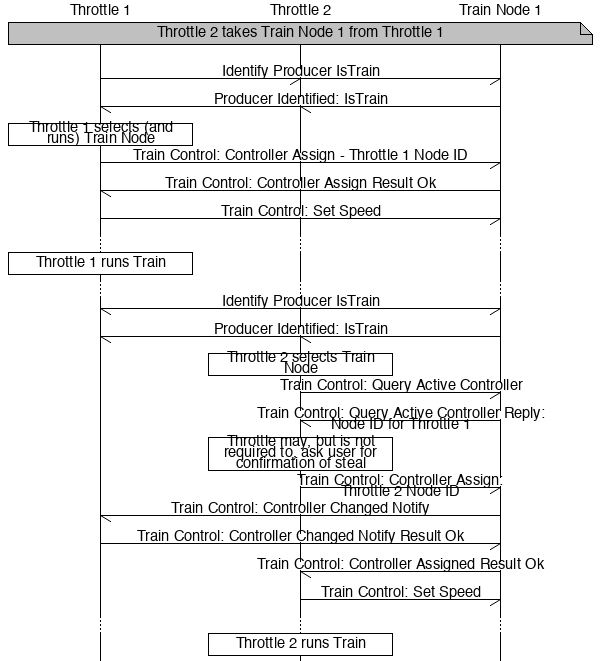 Throttle 1 Throttle 2 Train Node 1
Throttle 2 takes Train Node 1 from Throttle 1
Identify Producer IsTrain
Producer Identified: IsTrain
Throttle 1 selects (and
runs) Train Node
Train Control: Controller Assign - Throttle 1 Node ID
Train Control: Controller Assign Result Ok
Train Control: Set Speed
Throttle 1 runs Train
Identify Producer IsTrain
Producer Identified: IsTrain
Throttle 2 selects Train
Node
Train Control: Query Active Controller
Train Control: Query Active Controller Reply:
Node ID for Throttle 1
Throttle may, but is not
required to, ask user for
confirmation of steal
Train Control: Controller Assign:
Throttle 2 Node ID
Train Control: Controller Changed Notify
Train Control: Controller Changed Notify Result Ok
Train Control: Controller Assigned Result Ok
Train Control: Set Speed
Throttle 2 runs Train